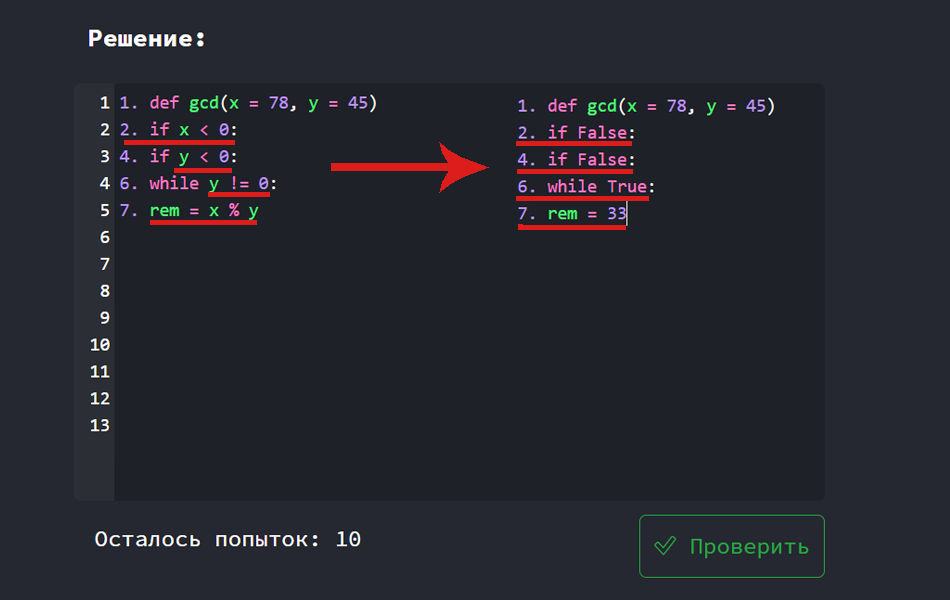 Решение:
1 1. def gcd(x = 78, y = 45)
2 2. if x < 0:
3 4. if y < 0:
4 6. while y != 0:
5 7. rem = x % y
6
7
8
9
10
11
12
13
1. def gcd(x = 78, y = 45)
2. if False:
4. if False:
6. while True:
7. rem = 33
Осталось попыток: 10
Проверить